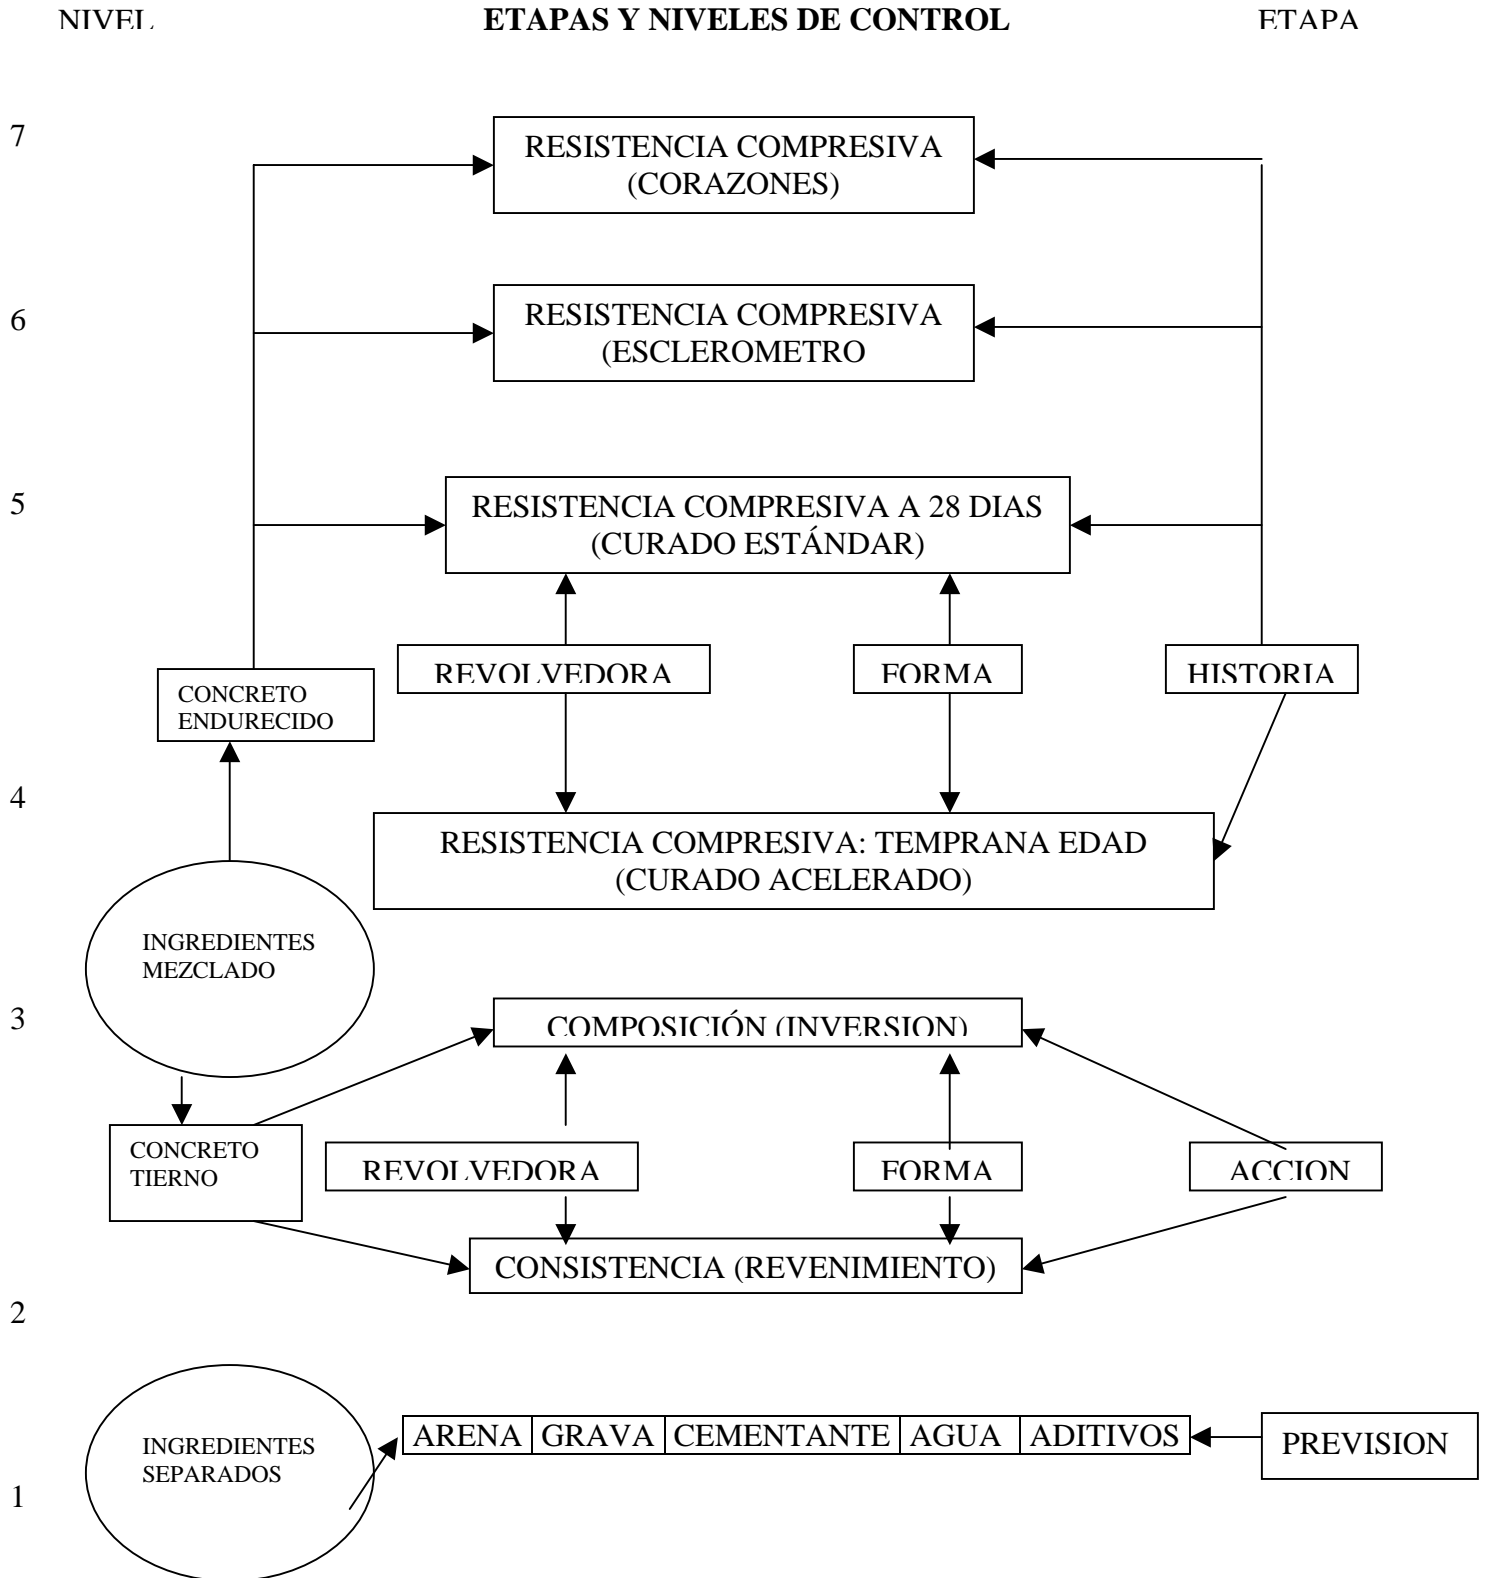 NIVEL
ETAPAS Y NIVELES DE CONTROL
ETAPA
7
RESISTENCIA COMPRESIVA
(CORAZONES)
6
RESISTENCIA COMPRESIVA
(ESCLEROMETRO
5
RESISTENCIA COMPRESIVA A 28 DIAS
(CURADO ESTÁNDAR)
REVOLVEDORA
FORMA
HISTORIA
CONCRETO
ENDURECIDO
4
RESISTENCIA COMPRESIVA: TEMPRANA EDAD
(CURADO ACELERADO)
INGREDIENTES
MEZCLADO
3
COMPOSICIÓN (INVERSION)
CONCRETO
TIERNO
REVOLVEDORA
FORMA
ACCION
CONSISTENCIA (REVENIMIENTO)
2
INGREDIENTES
SEPARADOS
ARENA GRAVA CEMENTANTE AGUA ADITIVOS
PREVISION
1